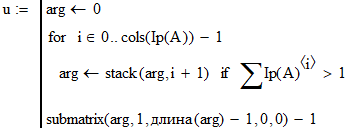 u := arg ← 0
for i ∈ 0.. cols(Ip(A)) − 1
arg ← stack(arg, i + 1) if ∑Ip(A)^⟨i⟩ > 1
submatrix(arg, 1, длина(arg) − 1, 0, 0) − 1